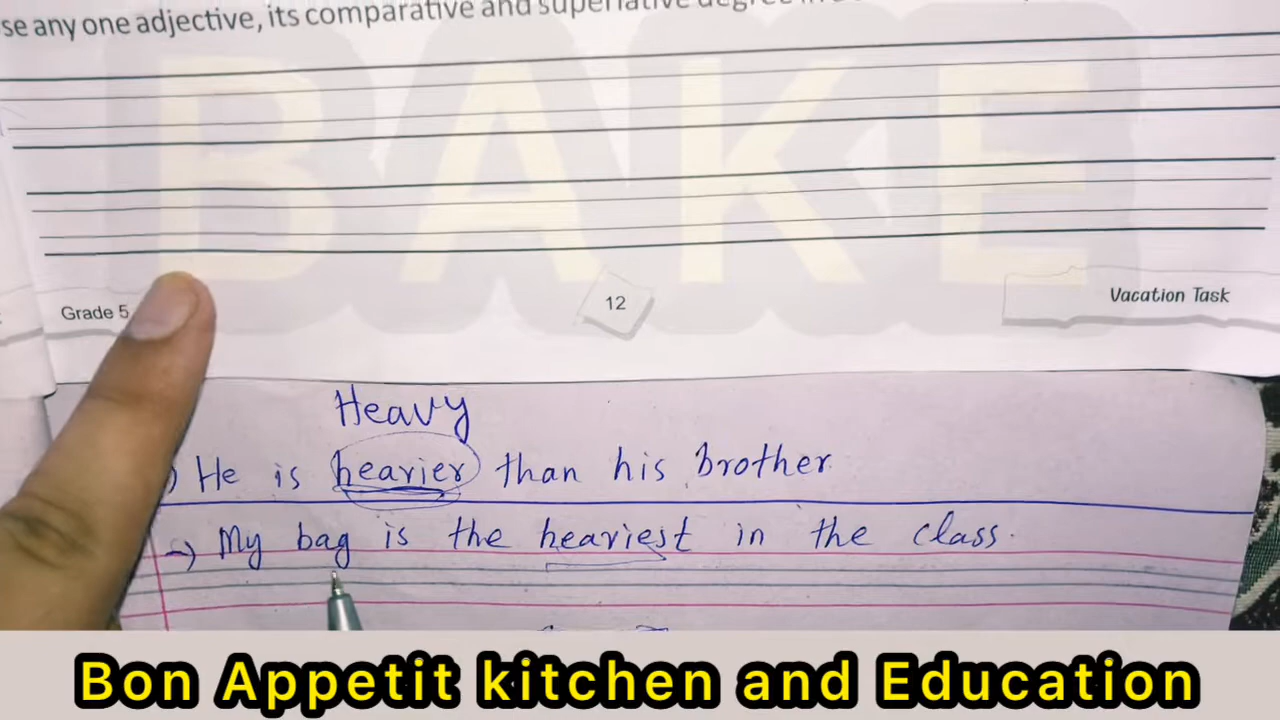 se any one adjective, its comparative and superlative degree in
BAKE
Grade 5
12
Vacation Task
Heavy
) He is heavier than his brother
→ My bag is the heaviest in the class.
Bon Appetit kitchen and Education